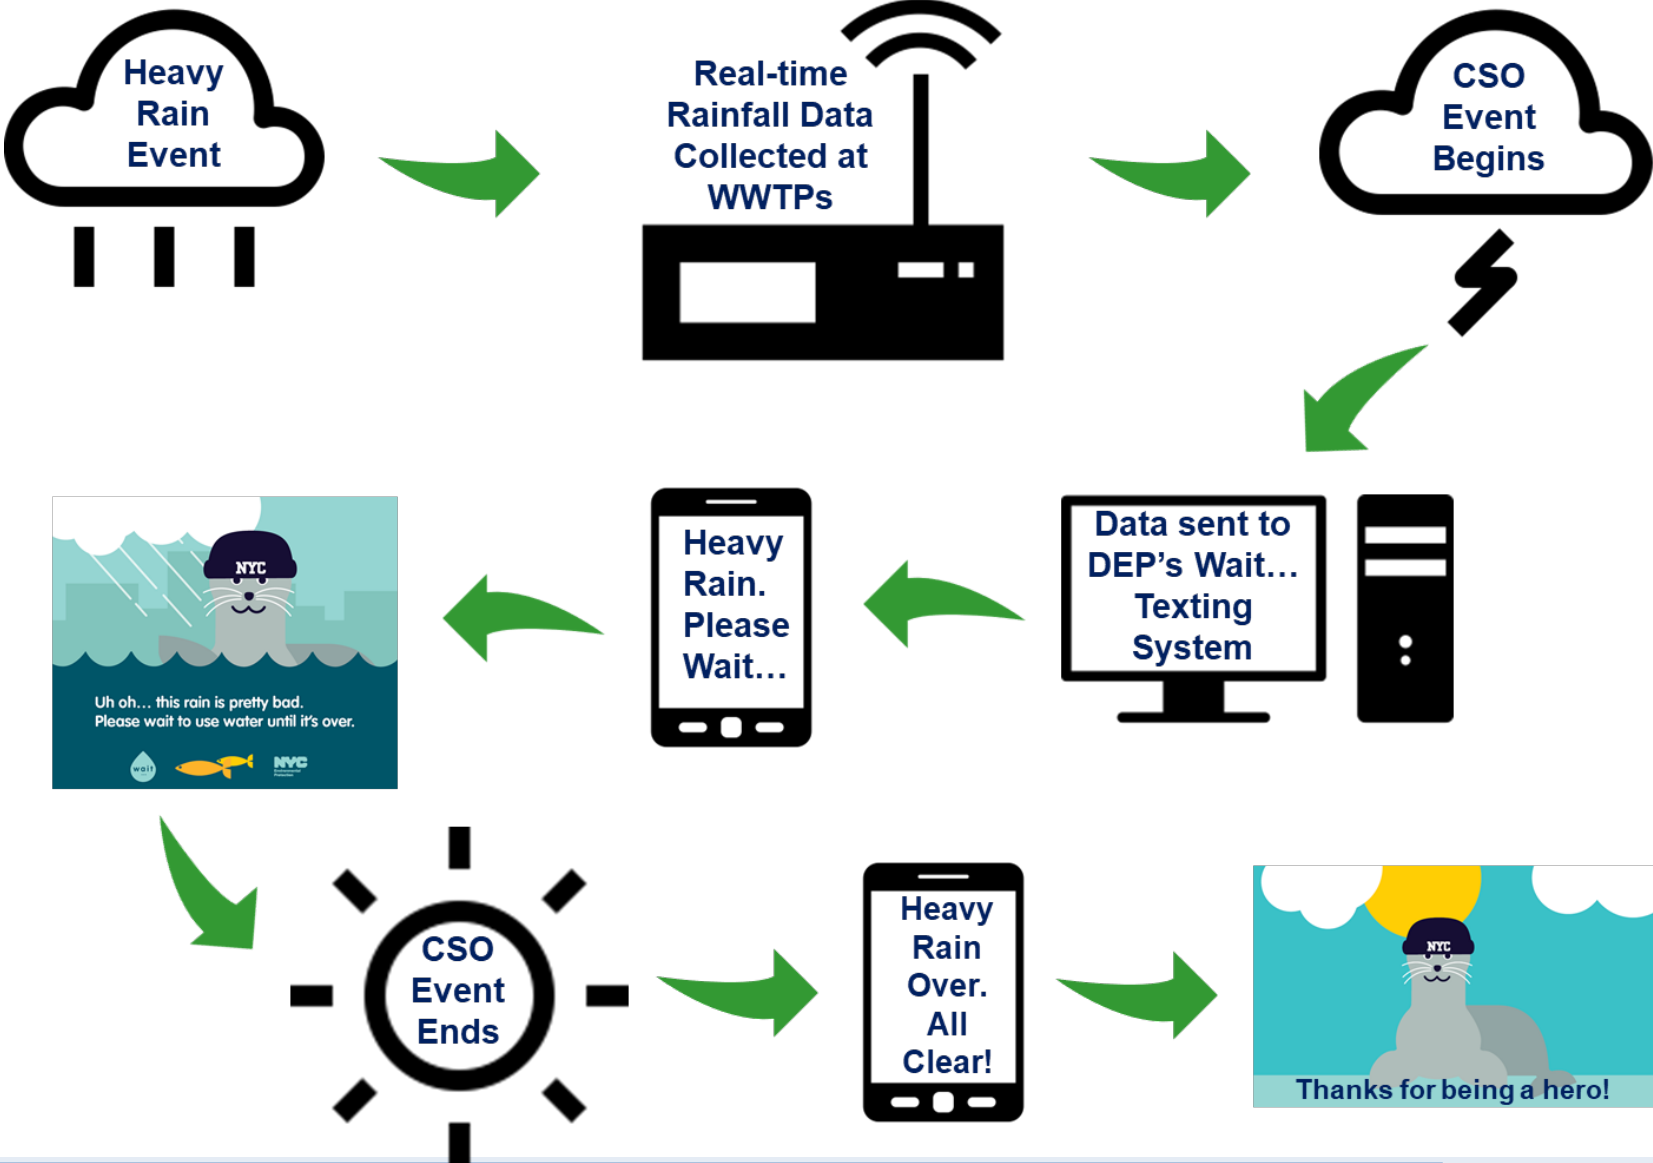 Heavy
Rain
Event
Real-time
Rainfall Data
Collected at
WWTPs
CSO
Event
Begins
Data sent to
DEP's Wait...
Texting
System
Heavy
Rain.
Please
Wait...
NYC
Uh oh... this rain is pretty bad.
Please wait to use water until it's over.
wait
NYC
Environmental
Protection
CSO
Event
Ends
Heavy
Rain
Over.
All
Clear!
NYC
Thanks for being a hero!